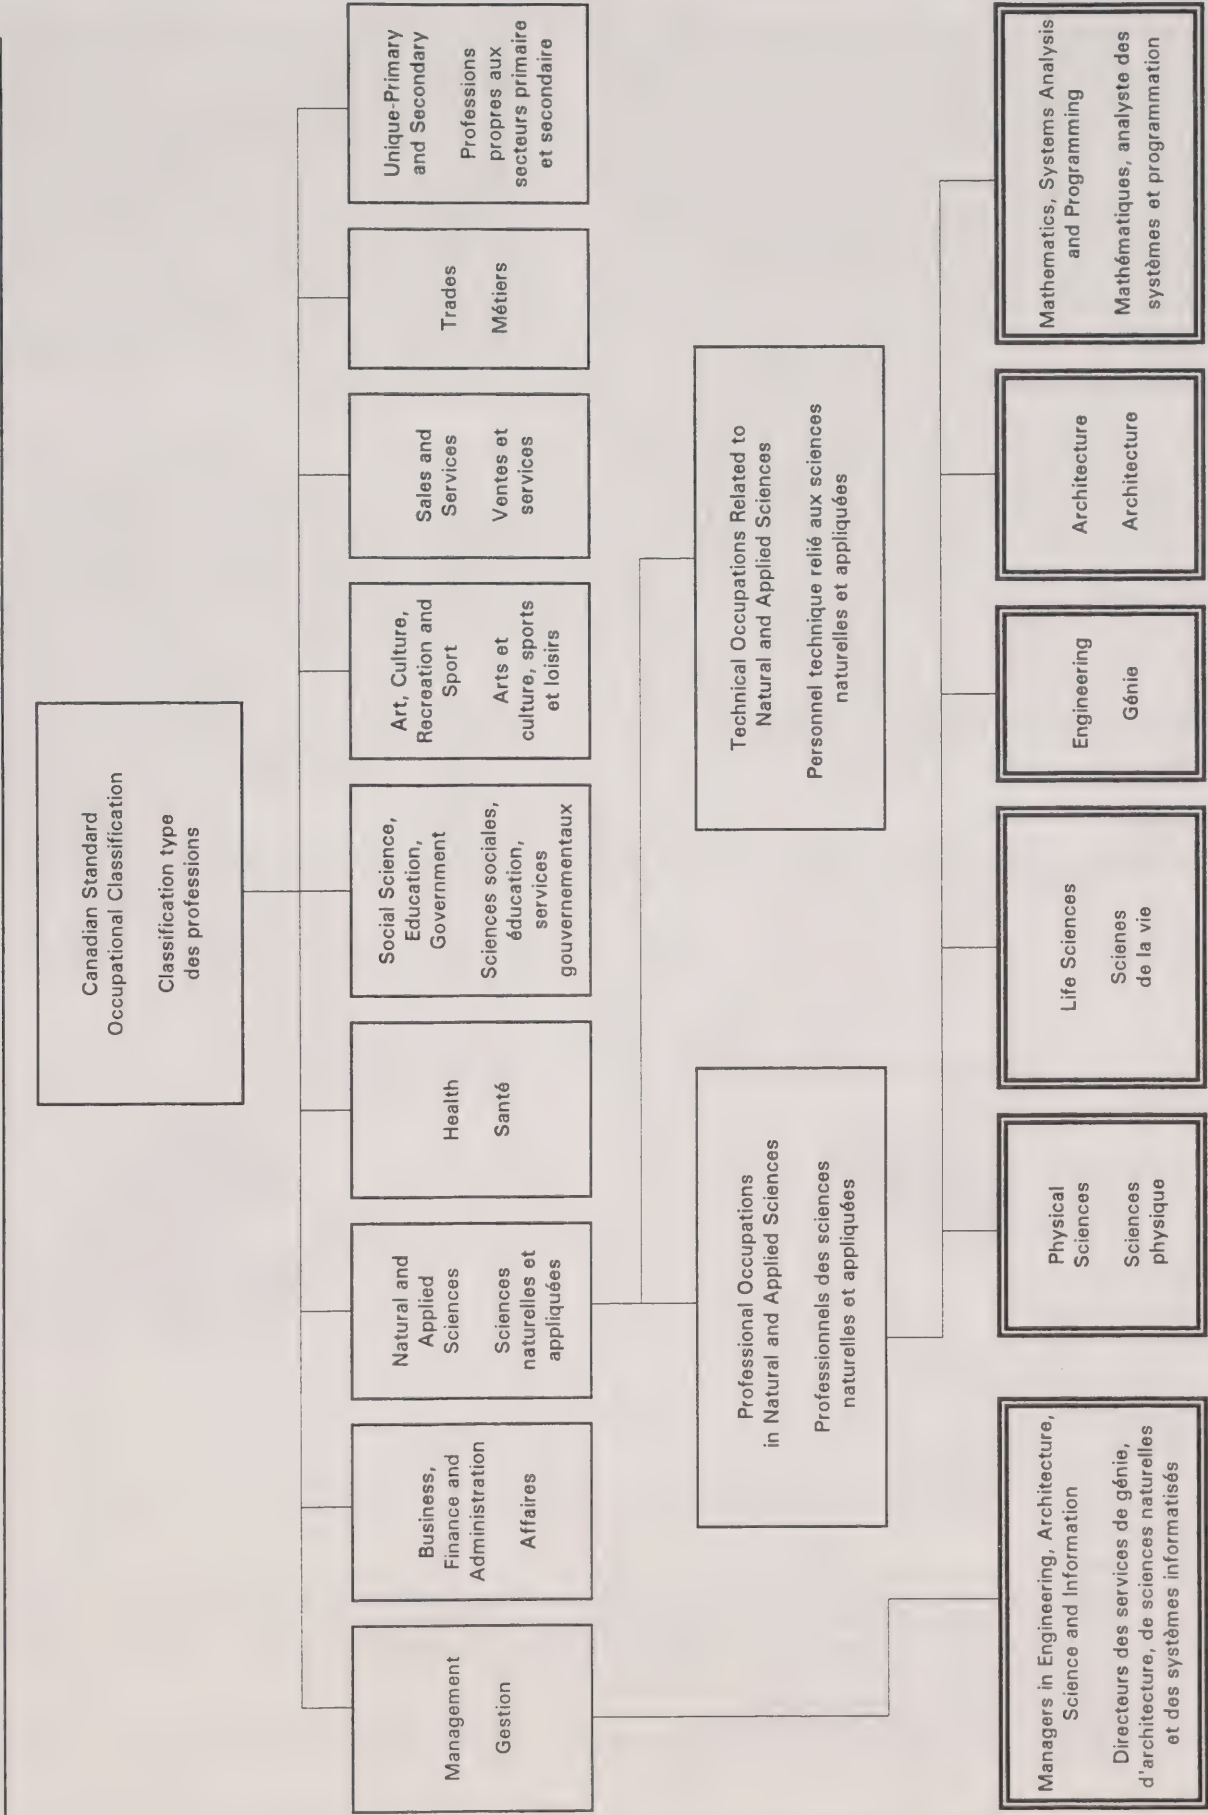 Canadian Standard
Occupational Classification
Classification type
des professions
Management
Gestion
Business,
Finance and
Administration
Affaires
Natural and
Applied
Sciences
Sciences
naturelles et
appliquées
Health
Santé
Social Science,
Education,
Government
Sciences sociales,
éducation,
services
gouvernementaux
Art, Culture,
Recreation and
Sport
Arts et
culture, sports
et loisirs
Sales and
Services
Ventes et
services
Trades
Métiers
Unique-Primary
and Secondary
Professions
propres aux
secteurs primaire
et secondaire
Professional Occupations
in Natural and Applied Sciences
Professionnels des sciences
naturelles et appliquées
Technical Occupations Related to
Natural and Applied Sciences
Personnel technique relié aux sciences
naturelles et appliquées
Managers in Engineering, Architecture,
Science and Information
Directeurs des services de génie,
d'architecture, de sciences naturelles
et des systèmes informatisés
Physical
Sciences
Sciences
physique
Life Sciences
Scienes
de la vie
Engineering
Génie
Architecture
Architecture
Mathematics, Systems Analysis
and Programming
Mathématiques, analyste des
systèmes et programmation